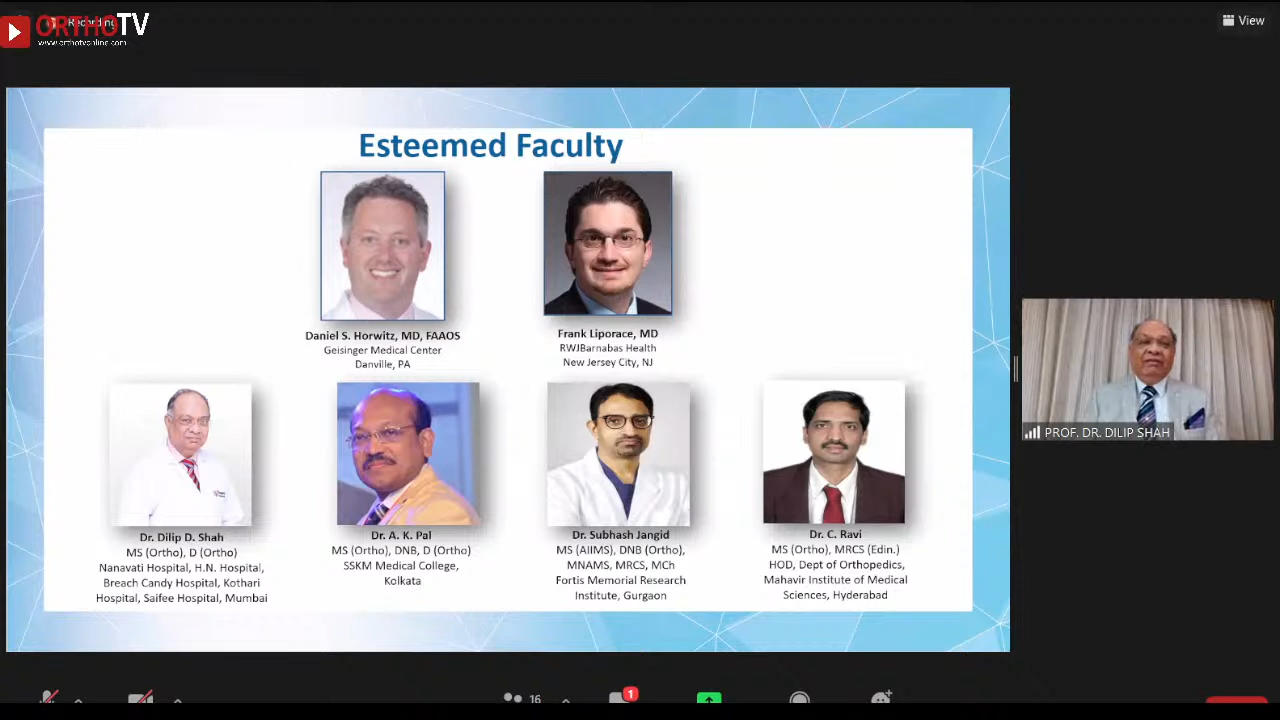 ORTHOTV
Recording
www.orthotvonline.com
View
Esteemed Faculty
Daniel S. Horwitz, MD, FAAOS
Geisinger Medical Center
Danville, PA
Frank Liporace, MD
RWJBarnabas Health
New Jersey City, NJ
Dr. Dilip D. Shah
MS (Ortho), D (Ortho)
Nanavati Hospital, H.N. Hospital,
Breach Candy Hospital, Kothari
Hospital, Saifee Hospital, Mumbai
Dr. A. K. Pal
MS (Ortho), DNB, D (Ortho)
SSKM Medical College,
Kolkata
Dr. Subhash Jangid
MS (AIIMS), DNB (Ortho),
MNAMS, MRCS, MCh
Fortis Memorial Research
Institute, Gurgaon
Dr. C. Ravi
MS (Ortho), MRCS (Edin.)
HOD, Dept of Orthopedics,
Mahavir Institute of Medical
Sciences, Hyderabad
PROF. DR. DILIP SHAH
16
1